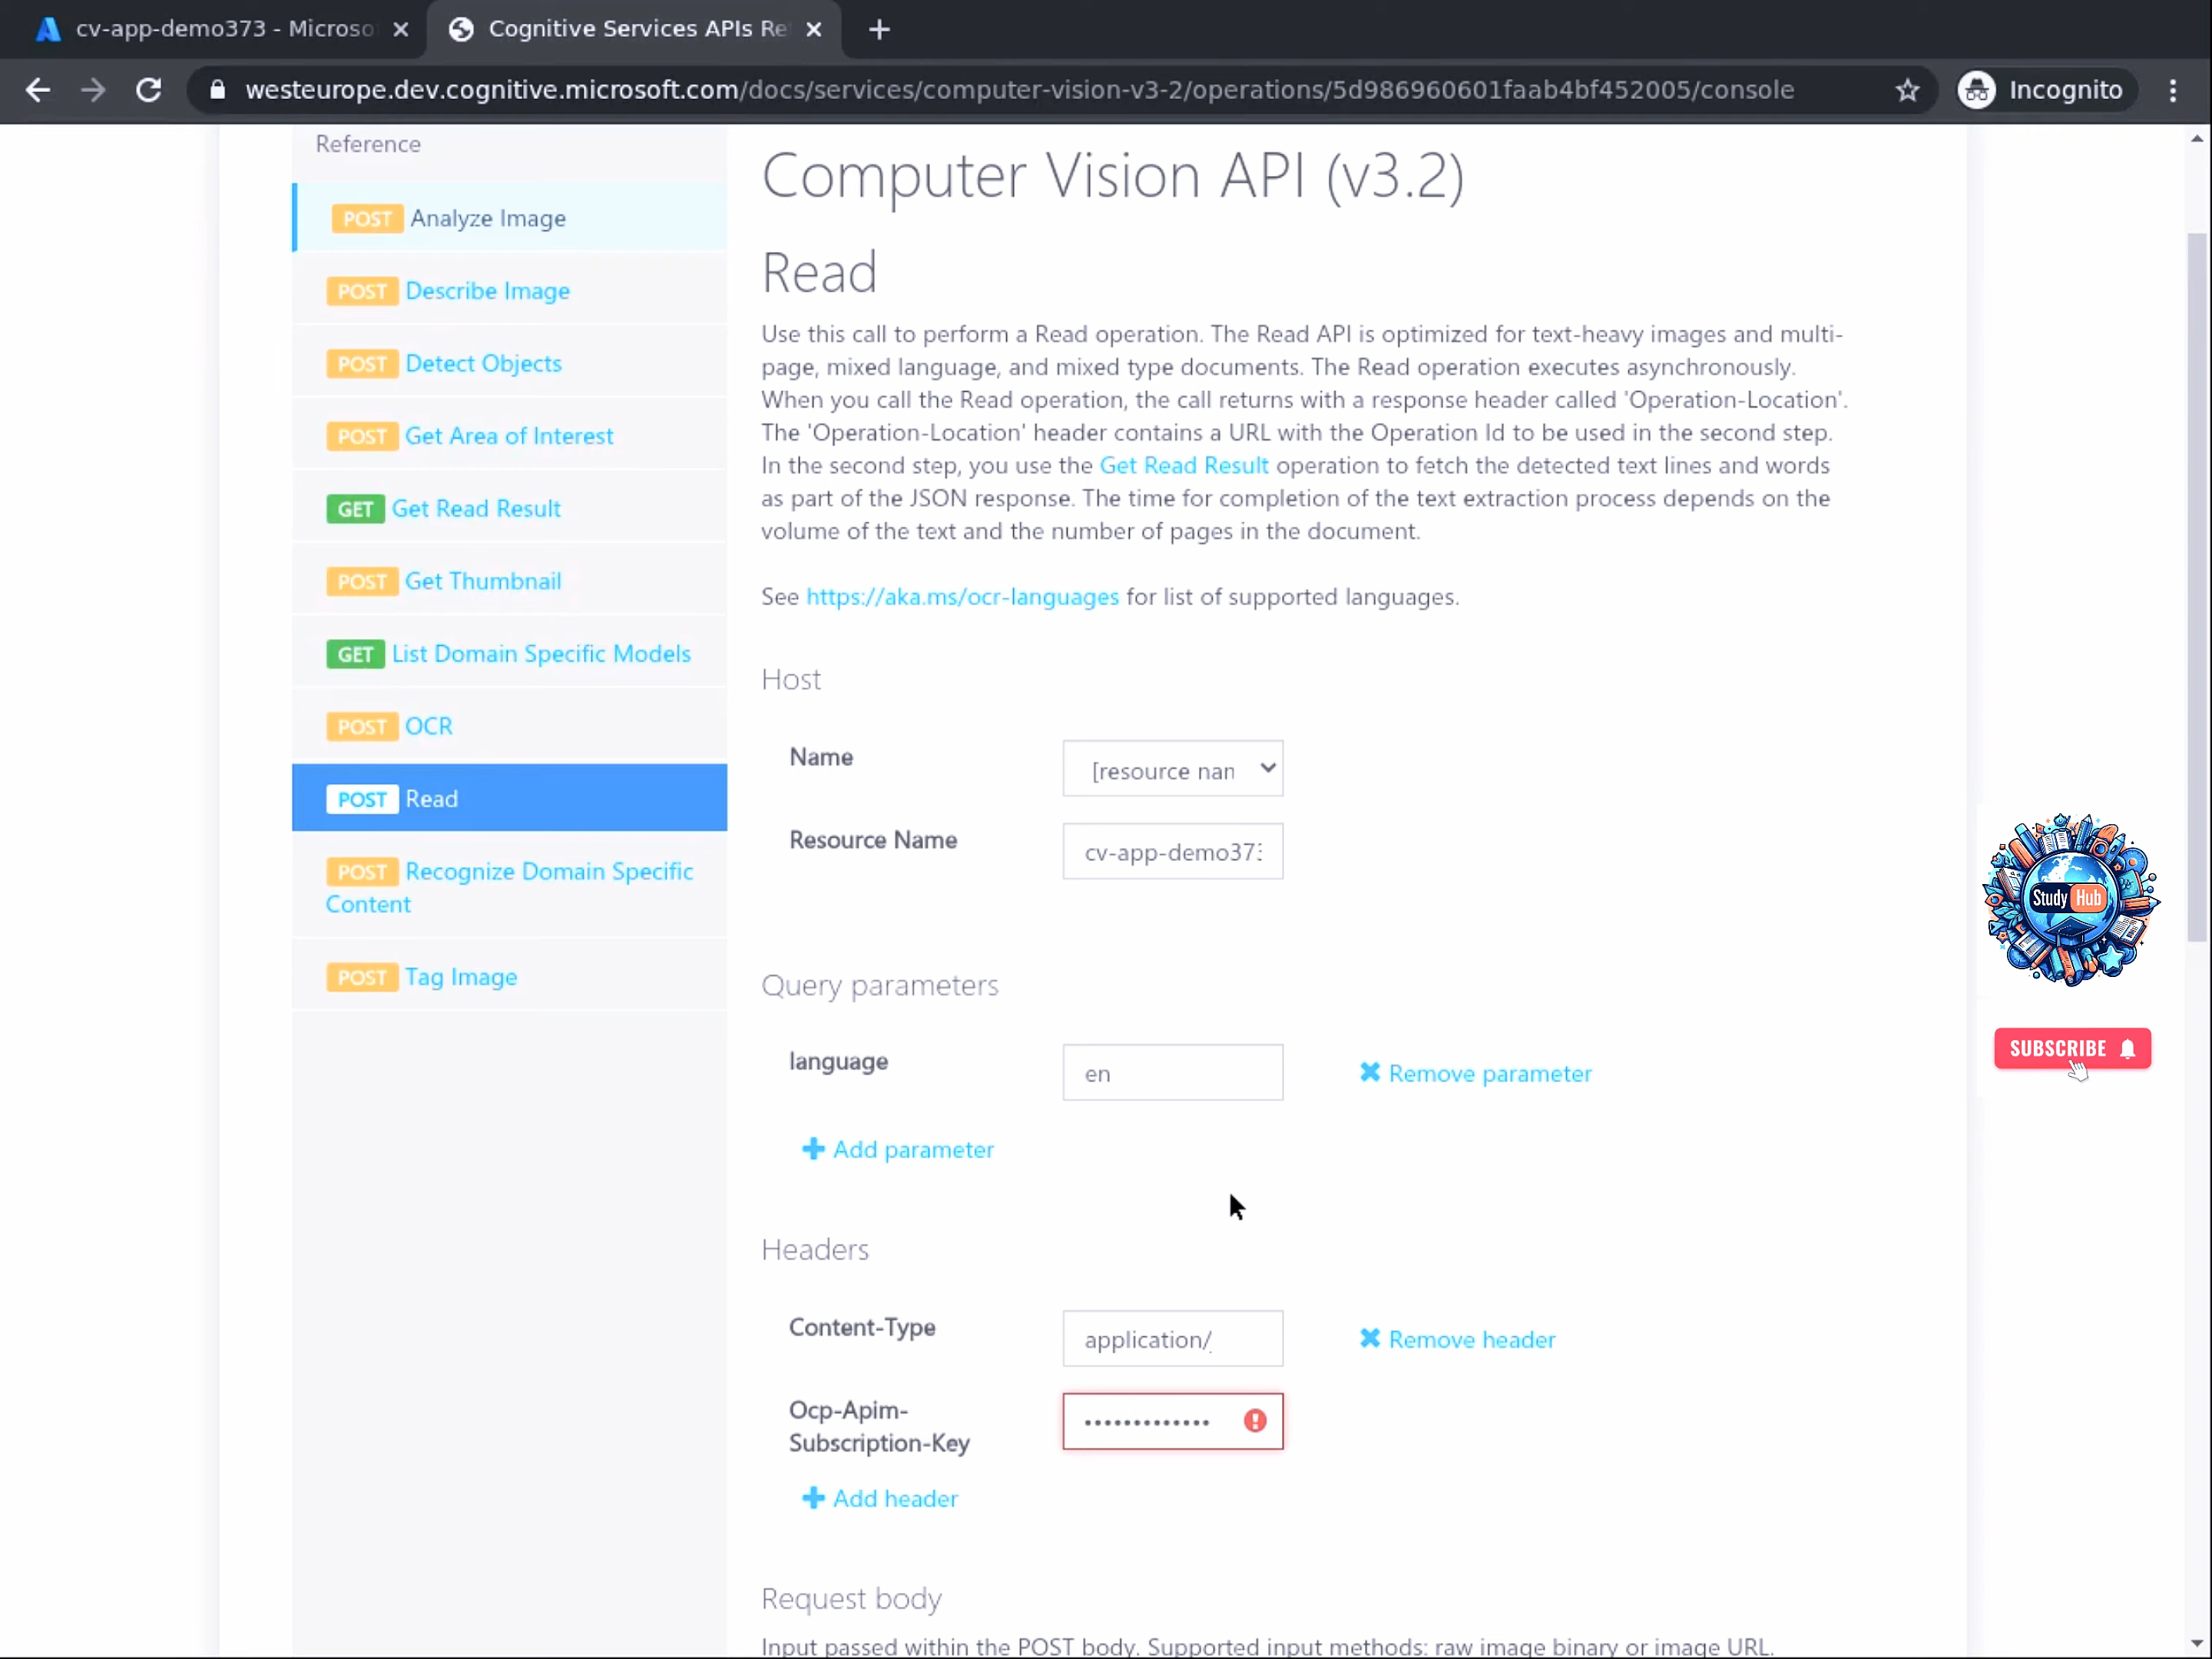 cv-app-demo373 - Microso
Cognitive Services APIs Re
westeurope.dev.cognitive.microsoft.com/docs/services/computer-vision-v3-2/operations/5d986960601faab4bf452005/console
Incognito
Reference
POST Analyze Image
POST Describe Image
POST Detect Objects
POST Get Area of Interest
GET Get Read Result
POST Get Thumbnail
GET List Domain Specific Models
POST OCR
POST Read
POST Recognize Domain Specific
Content
POST Tag Image
Computer Vision API (v3.2)
Read
Use this call to perform a Read operation. The Read API is optimized for text-heavy images and multi-
page, mixed language, and mixed type documents. The Read operation executes asynchronously.
When you call the Read operation, the call returns with a response header called 'Operation-Location'.
The 'Operation-Location' header contains a URL with the Operation Id to be used in the second step.
In the second step, you use the Get Read Result operation to fetch the detected text lines and words
as part of the JSON response. The time for completion of the text extraction process depends on the
volume of the text and the number of pages in the document.
See https://aka.ms/ocr-languages for list of supported languages.
Host
Name [resource nan
Resource Name cv-app-demo373
Query parameters
language en Remove parameter
Add parameter
Headers
Content-Type application/ Remove header
Ocp-Apim-
Subscription-Key
Add header
Request body
Input passed within the POST body. Supported input methods: raw image binary or image URL.
Study Hub
SUBSCRIBE